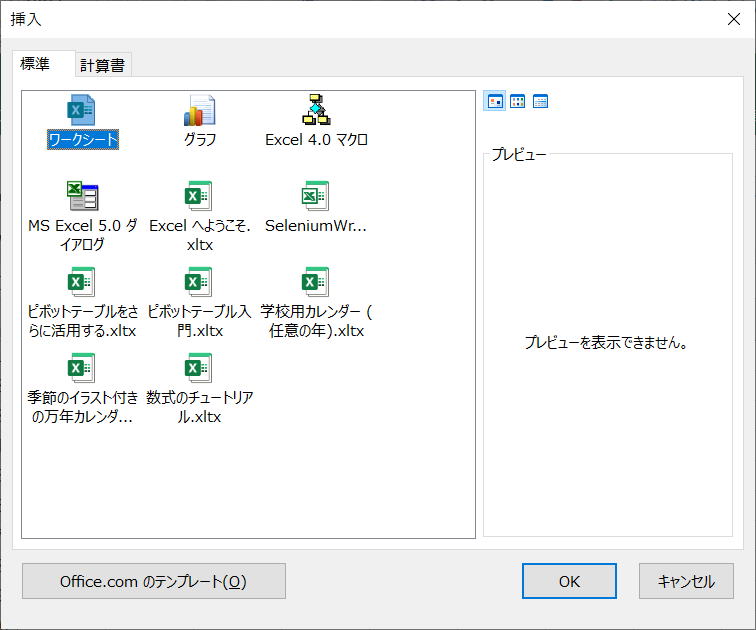 挿入
標準
計算書
ワークシート
グラフ
Excel 4.0 マクロ
MS Excel 5.0 ダ
イアログ
Excel へようこそ.
xltx
SeleniumWr...
ピボットテーブルをさ
らに活用する.xltx
ピボットテーブル入
門.xltx
学校用カレンダー (
任意の年).xltx
季節のイラスト付き
の万年カレンダ...
数式のチュートリア
ル.xltx
プレビュー
プレビューを表示できません。
Office.com のテンプレート(O)
OK
キャンセル